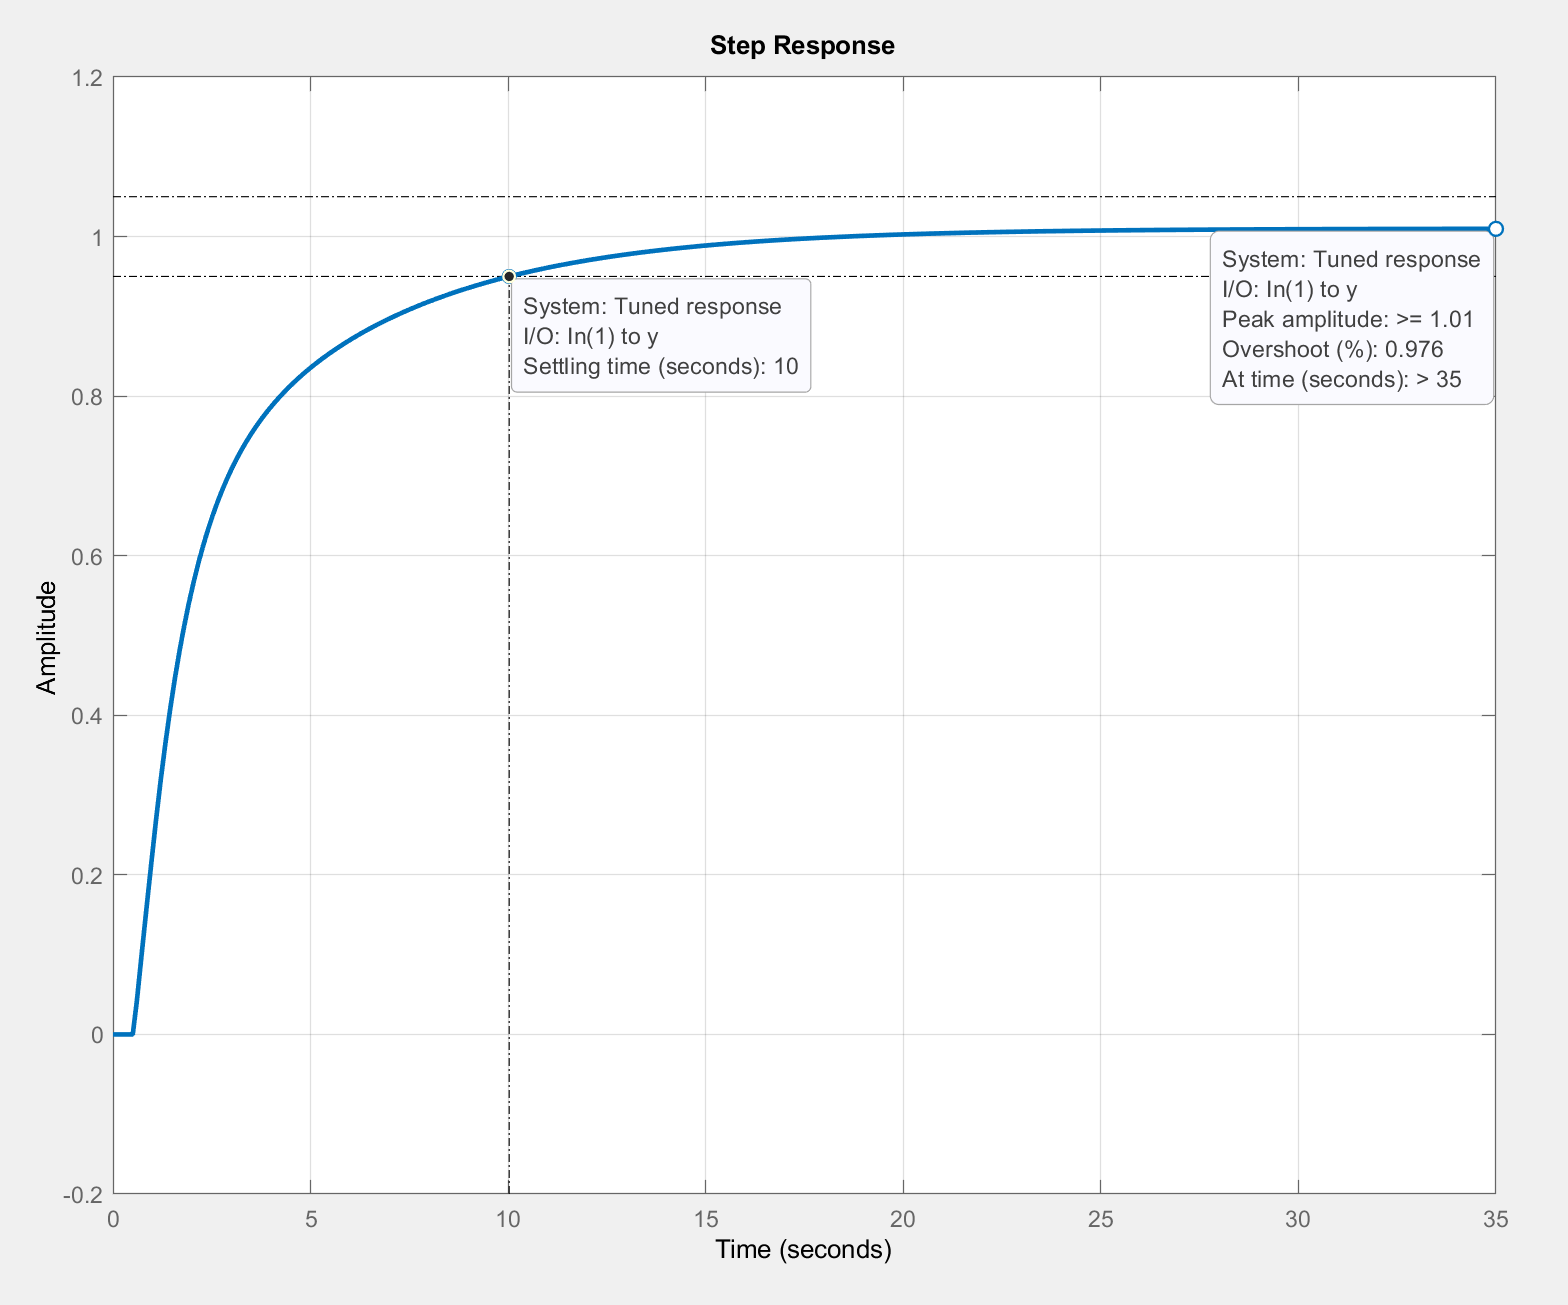 Step Response
1.2
1
0.8
0.6
0.4
0.2
0
-0.2
Amplitude
System: Tuned response
I/O: In(1) to y
Settling time (seconds): 10
System: Tuned response
I/O: In(1) to y
Peak amplitude: >= 1.01
Overshoot (%): 0.976
At time (seconds): > 35
0 5 10 15 20 25 30 35
Time (seconds)